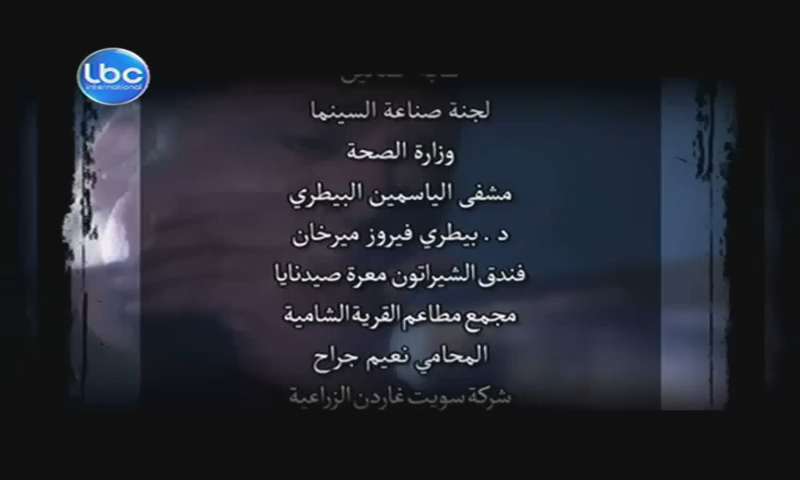 Lbc
international
لجنة صناعة السينما
وزارة الصحة
مشفى الياسمين البيطري
د . بيطري فيروز ميرخان
فندق الشيراتون معرة صيدنايا
مجمع مطاعم القرية الشامية
المحامي نعيم جراح
شركة سويت غاردن الزراعية